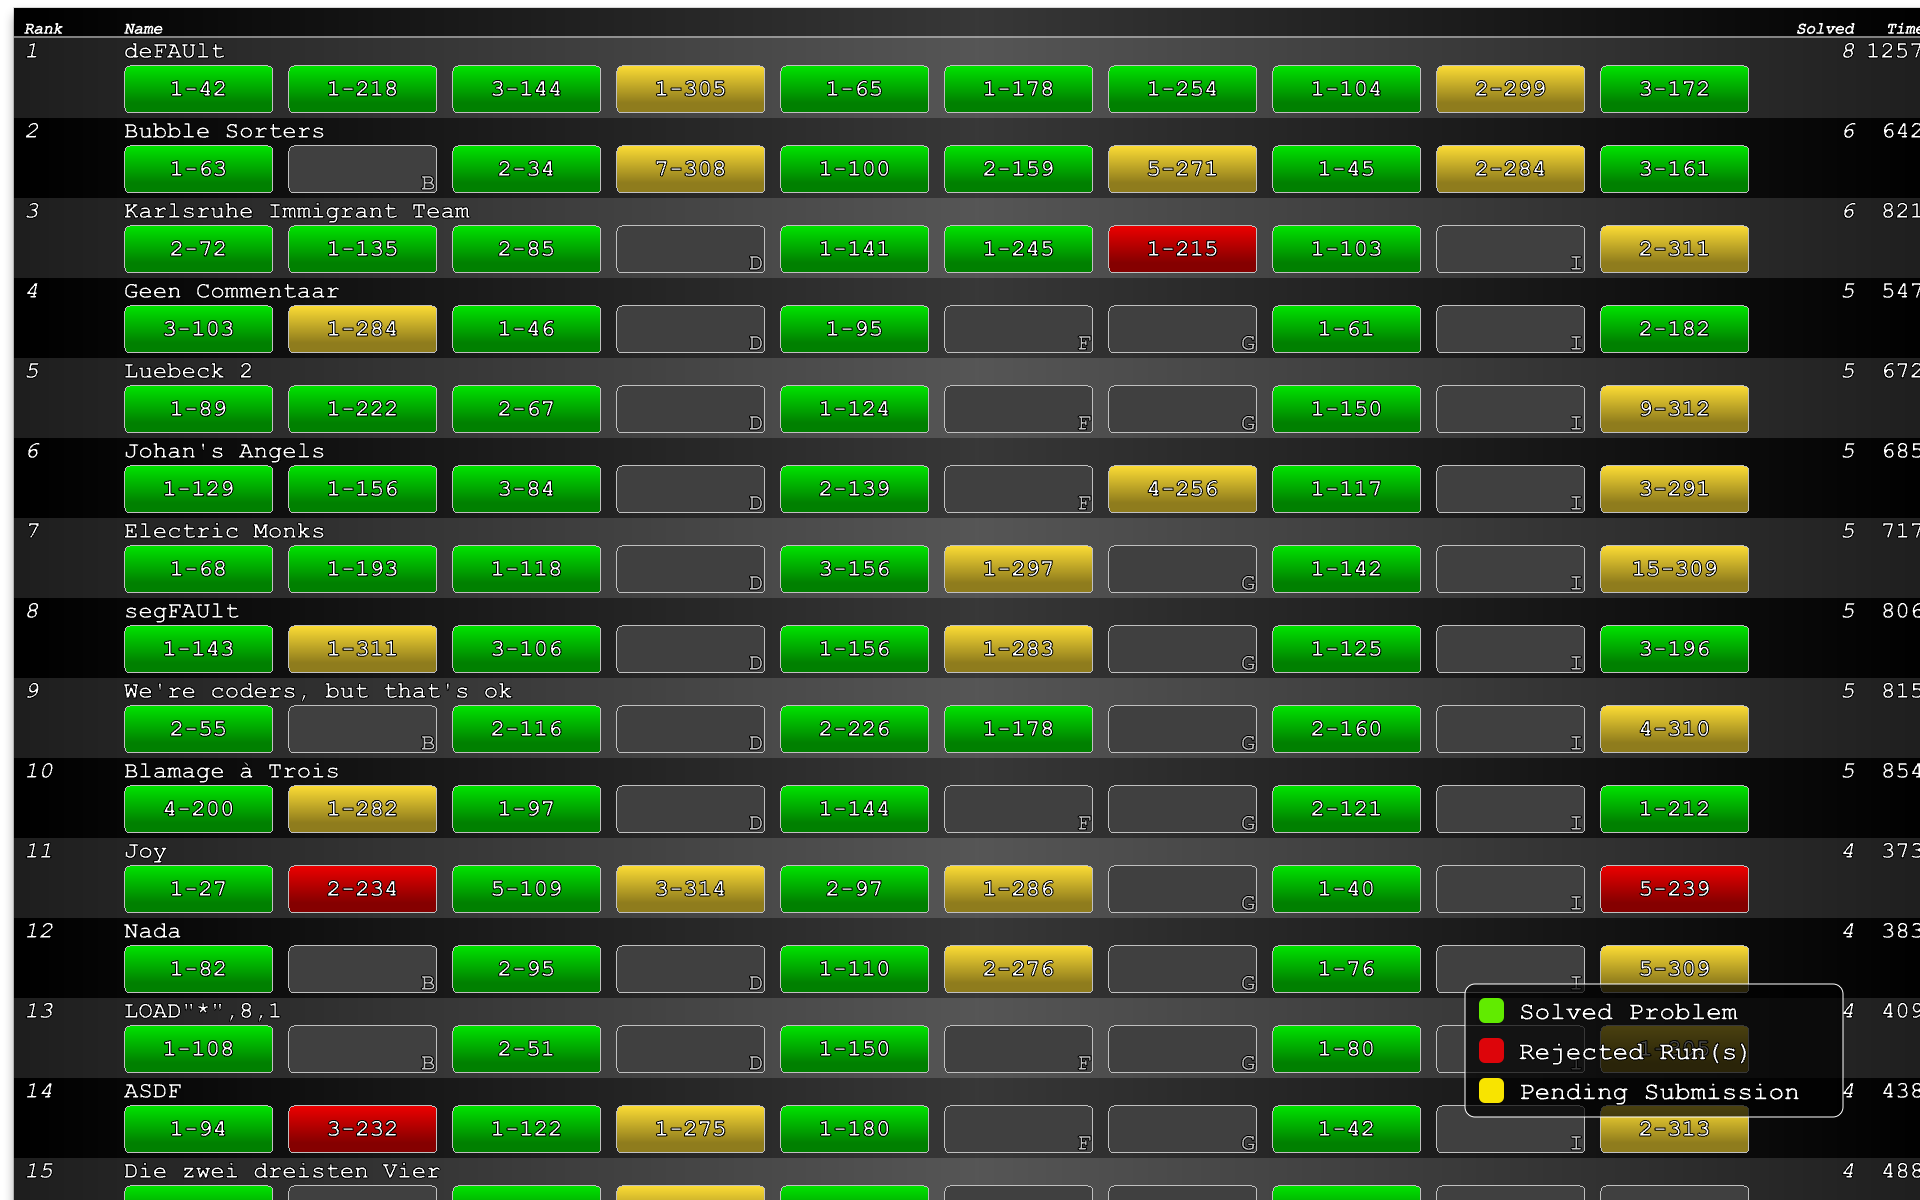 Rank Name Solved Time
1 deFAUlt 8 1257
1-42 1-218 3-144 1-305 1-65 1-178 1-254 1-104 2-299 3-172
2 Bubble Sorters 6 642
1-63 B 2-34 7-308 1-100 2-159 5-271 1-45 2-284 3-161
3 Karlsruhe Immigrant Team 6 821
2-72 1-135 2-85 D 1-141 1-245 1-215 1-103 I 2-311
4 Geen Commentaar 5 547
3-103 1-284 1-46 D 1-95 F G 1-61 I 2-182
5 Luebeck 2 5 672
1-89 1-222 2-67 D 1-124 F G 1-150 I 9-312
6 Johan's Angels 5 685
1-129 1-156 3-84 D 2-139 F 4-256 1-117 I 3-291
7 Electric Monks 5 717
1-68 1-193 1-118 D 3-156 1-297 G 1-142 I 15-309
8 segFAUlt 5 806
1-143 1-311 3-106 D 1-156 1-283 G 1-125 I 3-196
9 We're coders, but that's ok 5 815
2-55 B 2-116 D 2-226 1-178 G 2-160 I 4-310
10 Blamage à Trois 5 854
4-200 1-282 1-97 D 1-144 F G 2-121 I 1-212
11 Joy 4 373
1-27 2-234 5-109 3-314 2-97 1-286 G 1-40 I 5-239
12 Nada 4 383
1-82 B 2-95 D 1-110 2-276 G 1-76 I 5-309
13 LOAD"*",8,1 4 409
1-108 B 2-51 D 1-150 F G 1-80
14 ASDF 4 438
1-94 3-232 1-122 1-275 1-180 F G 1-42 I 2-313
15 Die zwei dreisten Vier 4 488
Solved Problem
Rejected Run(s)
Pending Submission